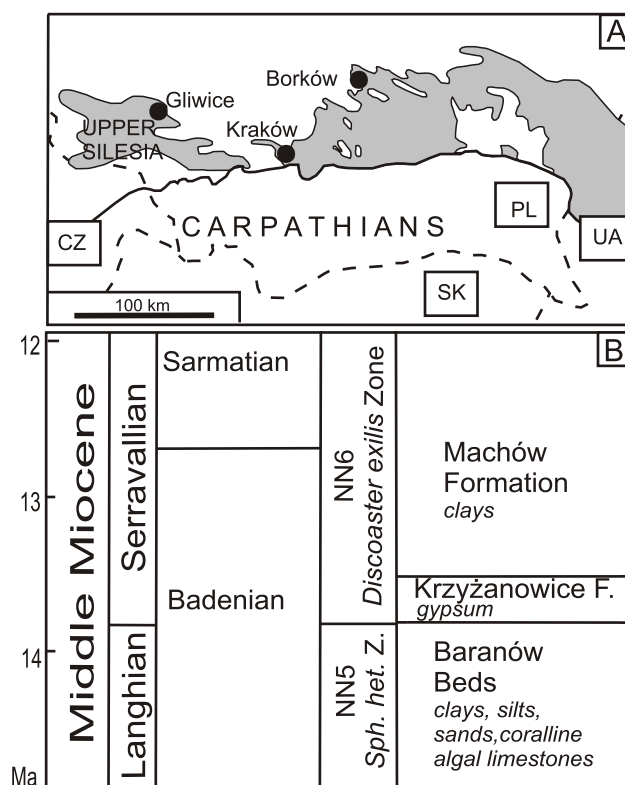 A
Borków
Gliwice
UPPER
SILESIA
Kraków
CARPATHIANS
PL
CZ
UA
SK
100 km
B
12
13
14
Ma
Middle Miocene
Serravallian
Langhian
Sarmatian
Badenian
NN6
Discoaster exilis Zone
NN5
Sph. het. Z.
Machów
Formation
clays
Krzyżanowice F.
gypsum
Baranów
Beds
clays, silts,
sands,coralline
algal limestones